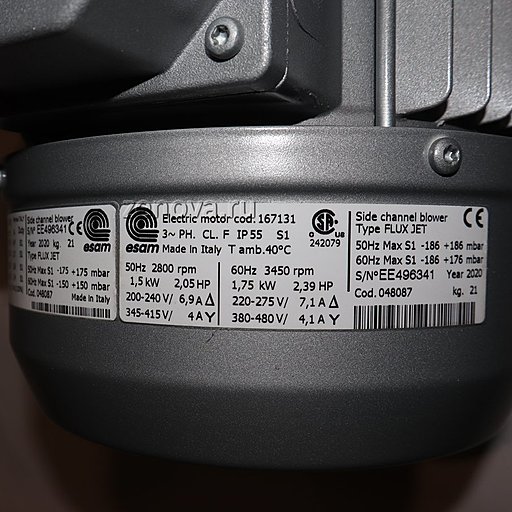 zenova.ru
Side channel blower
S/N° EE496341
Year 2020 kg. 21
Type FLUX JET
50Hz Max S1 -175 +175 mbar
60Hz Max S1 -150 +150 mbar
Cod. 048087 Made in Italy
CE
esam
esam
Electric motor cod. 167131
3~ PH. CL. F IP 55 S1
Made in Italy T amb.40°C
50Hz 2800 rpm
1,5 kW 2,05 HP
200-240 V/ 6,9 A Δ
345-415 V/ 4 A Y
60Hz 3450 rpm
1,75 kW 2,39 HP
220-275 V/ 7,1 A Δ
380-480 V/ 4,1 A Y
242079
Side channel blower
Type FLUX JET
CE
50Hz Max S1 -186 +186 mbar
60Hz Max S1 -186 +176 mbar
S/N° EE496341 Year 2020
Cod. 048087 kg. 21